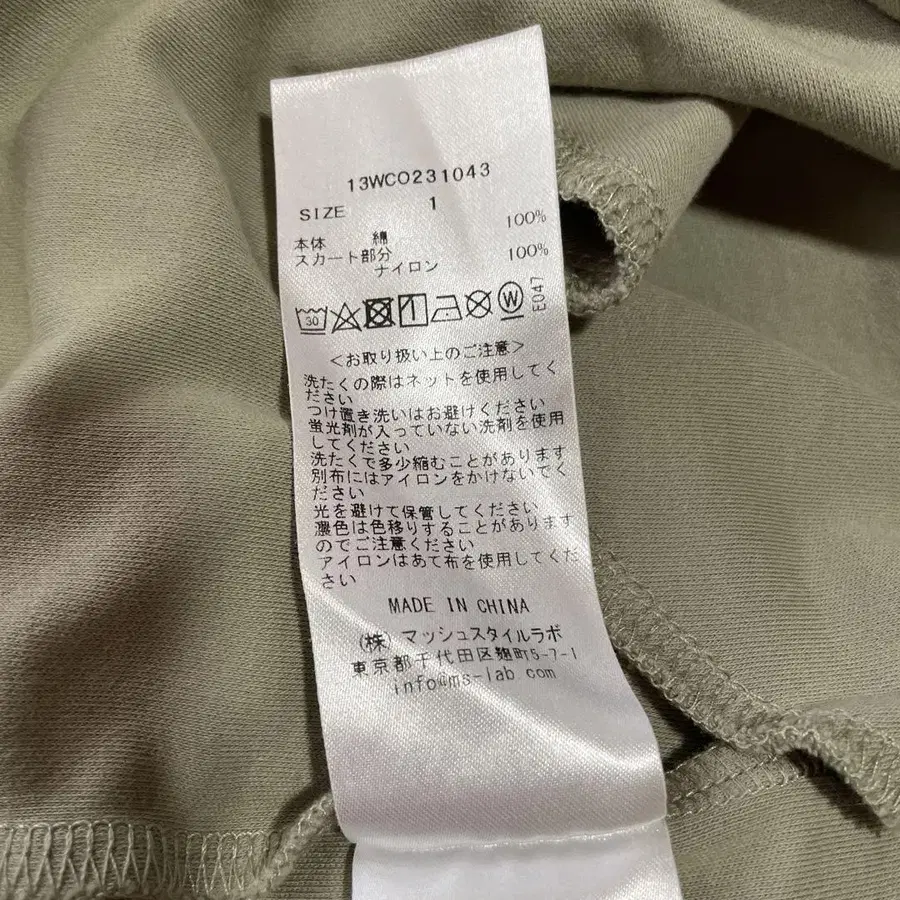 13WCO231043
SIZE 1
本体 綿 100%
スカート部分
ナイロン 100%
30
W
E047
<お取り扱い上のご注意>
洗たくの際はネットを使用してく
ださい
つけ置き洗いはお避けください
蛍光剤が入っていない洗剤を使用
してください
洗たくで多少縮むことがあります
別布にはアイロンをかけないでく
ださい
光を避けて保管してください
濃色は色移りすることがあります
のでご注意ください
アイロンはあて布を使用してくだ
さい
MADE IN CHINA
(株)マッシュスタイルラボ
東京都千代田区麹町5-7-1
info@ms-lab.com